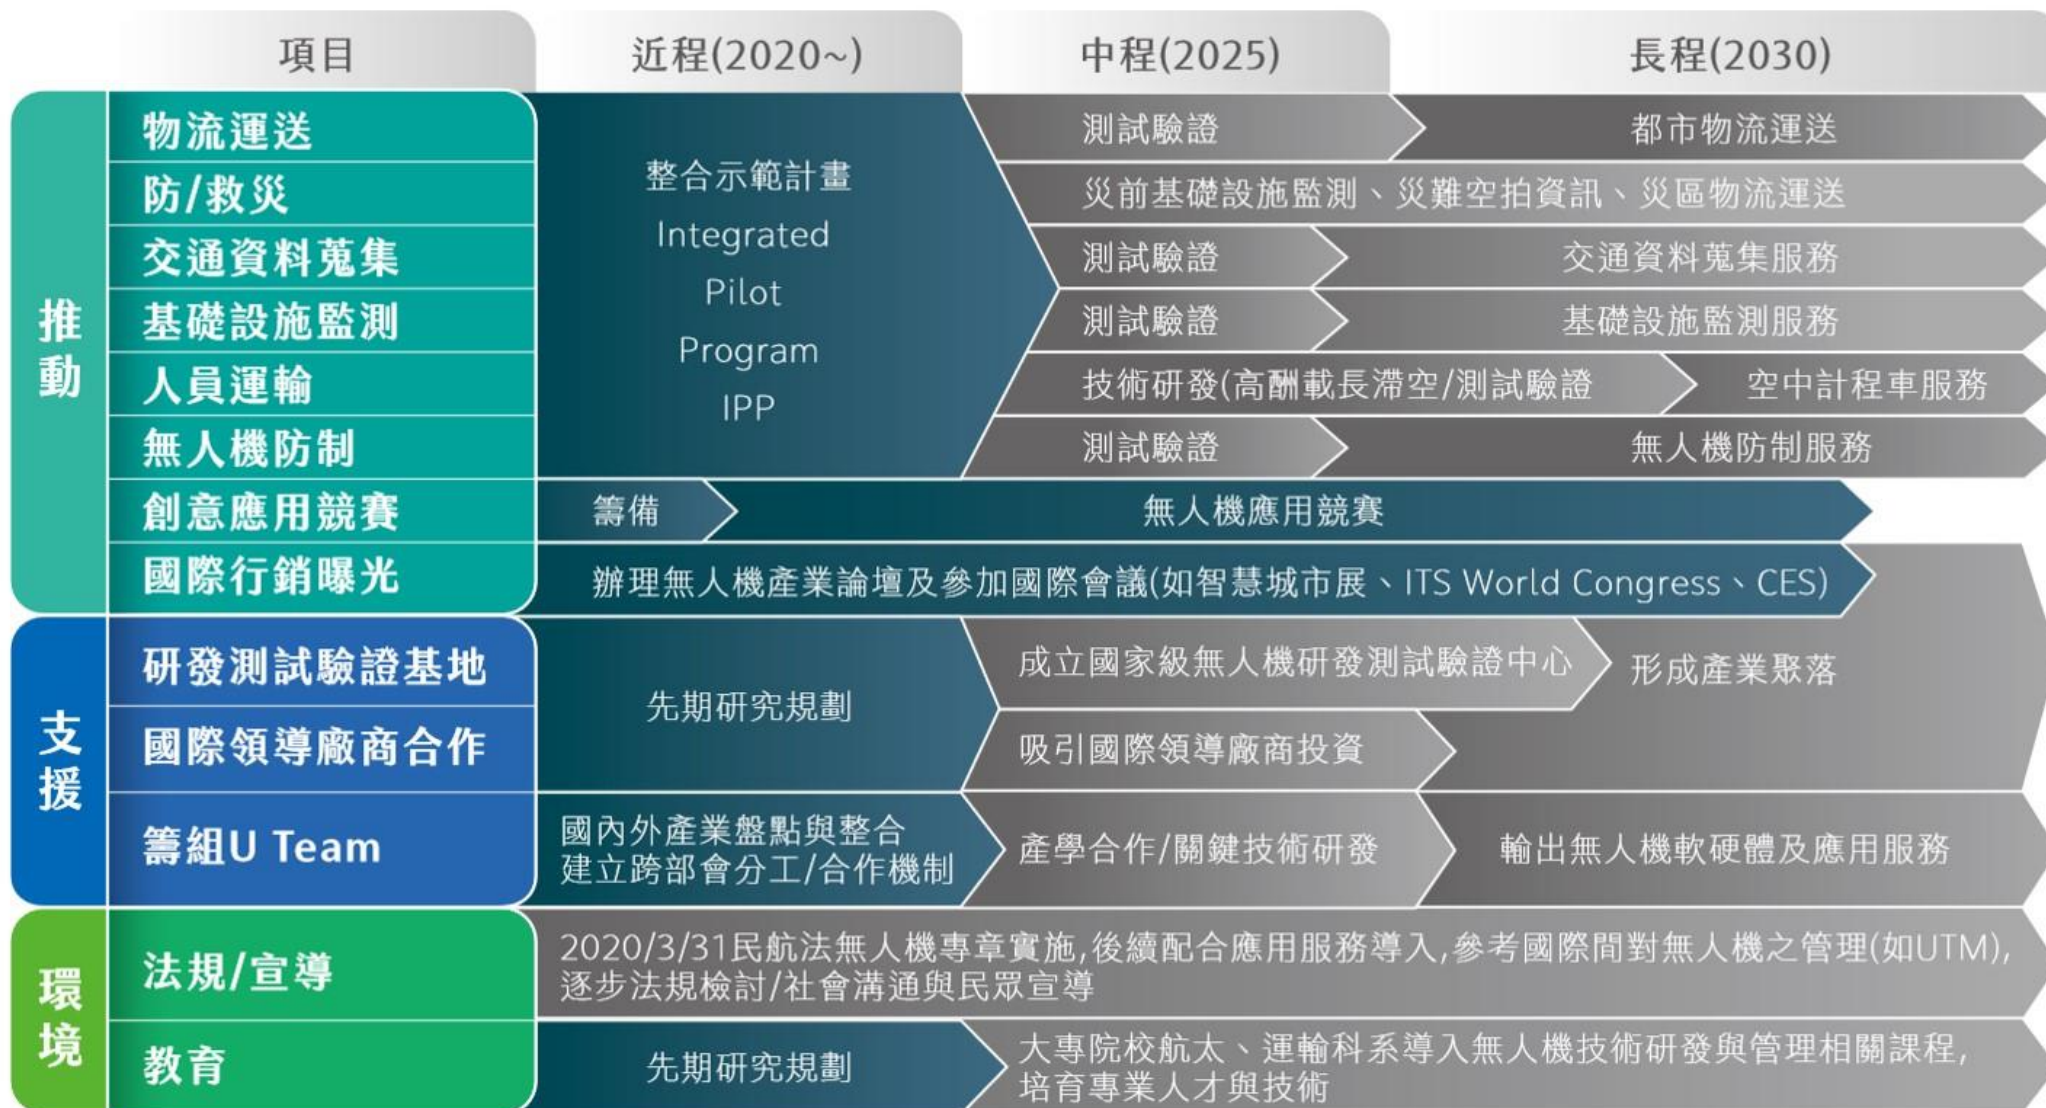 項目
近程(2020~)
中程(2025)
長程(2030)
推動
物流運送
整合示範計畫
Integrated
Pilot
Program
IPP
測試驗證
都市物流運送
防/救災
災前基礎設施監測、災難空拍資訊、災區物流運送
交通資料蒐集
測試驗證
交通資料蒐集服務
基礎設施監測
測試驗證
基礎設施監測服務
人員運輸
技術研發(高酬載長滯空/測試驗證
空中計程車服務
無人機防制
測試驗證
無人機防制服務
創意應用競賽
籌備
無人機應用競賽
國際行銷曝光
辦理無人機產業論壇及參加國際會議(如智慧城市展、ITS World Congress、CES)
支援
研發測試驗證基地
先期研究規劃
成立國家級無人機研發測試驗證中心
形成產業聚落
國際領導廠商合作
吸引國際領導廠商投資
籌組U Team
國內外產業盤點與整合
建立跨部會分工/合作機制
產學合作/關鍵技術研發
輸出無人機軟硬體及應用服務
環境
法規/宣導
2020/3/31民航法無人機專章實施,後續配合應用服務導入,參考國際間對無人機之管理(如UTM),
逐步法規檢討/社會溝通與民眾宣導
教育
先期研究規劃
大專院校航太、運輸科系導入無人機技術研發與管理相關課程,
培育專業人才與技術